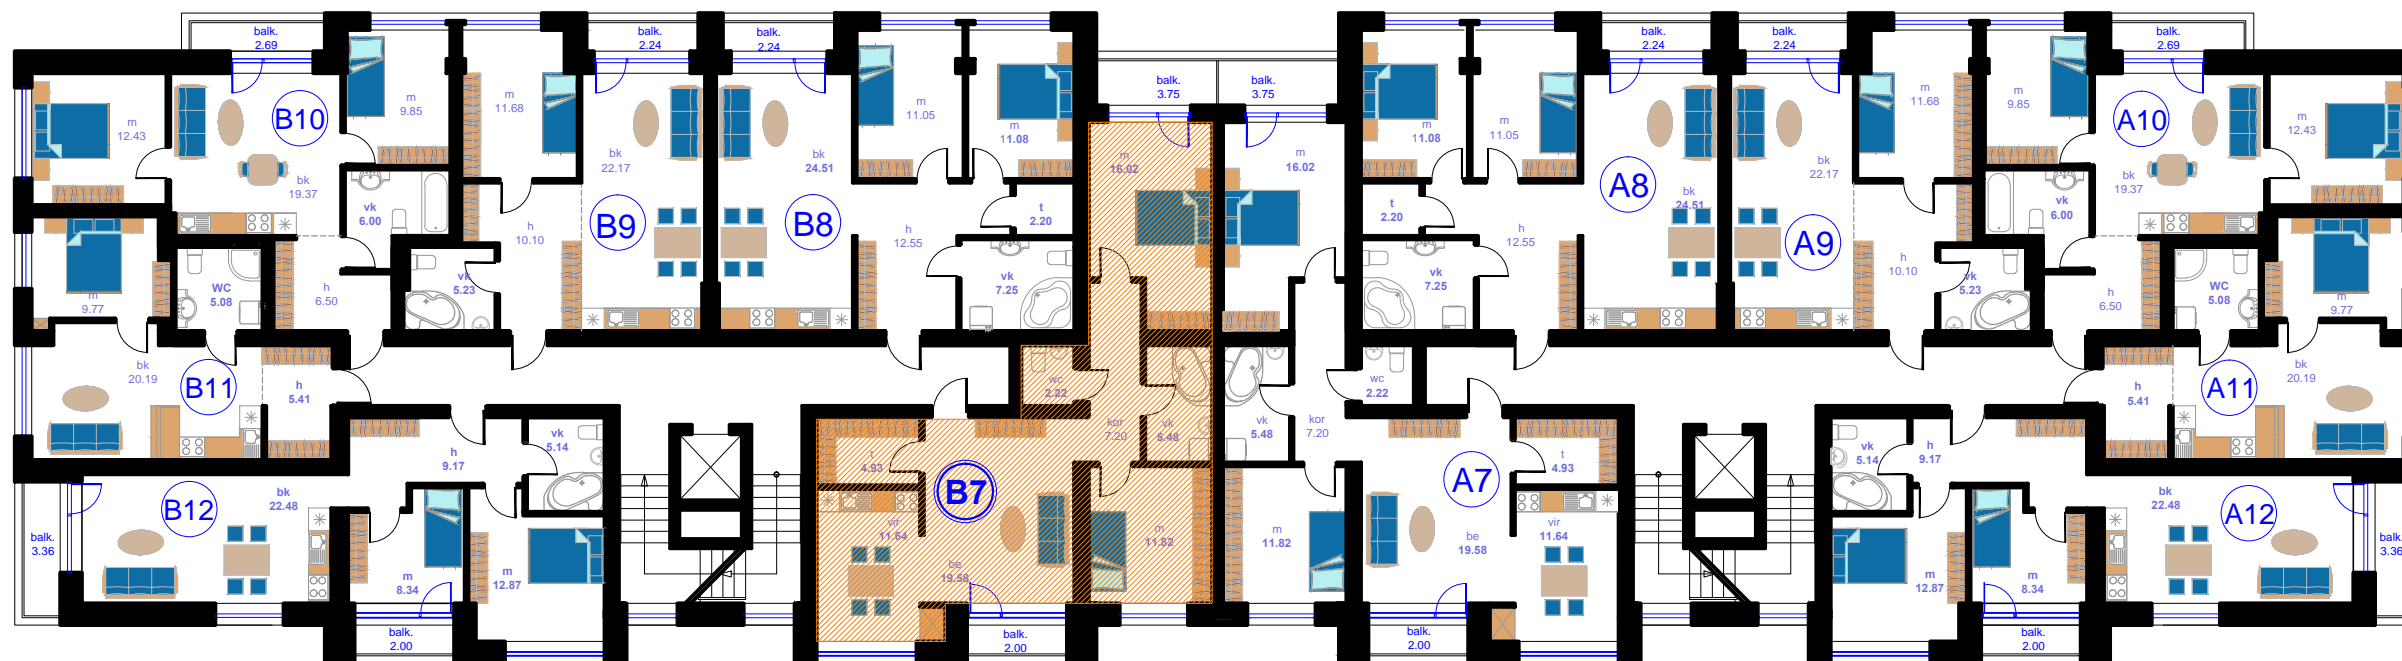 balk.
2.69
balk.
2.24
balk.
2.24
balk.
3.75
balk.
3.75
balk.
2.24
balk.
2.24
balk.
2.69
m
12.43
B10
bk
19.37
m
9.85
m
11.68
bk
22.17
B9
bk
24.51
B8
m
11.05
m
11.08
m
16.02
m
16.02
m
11.08
m
11.05
A8
bk
24.51
bk
22.17
A9
m
11.68
m
9.85
A10
bk
19.37
m
12.43
vk
6.00
h
10.10
h
12.55
t
2.20
t
2.20
h
12.55
h
10.10
vk
6.00
m
9.77
WC
5.08
h
6.50
vk
5.23
vk
7.25
vk
7.25
vk
5.23
h
6.50
WC
5.08
m
9.77
bk
20.19
B11
h
5.41
wc
2.22
kor
7.20
vk
5.48
vk
5.48
kor
7.20
wc
2.22
h
5.41
A11
bk
20.19
B12
bk
22.48
h
9.17
vk
5.14
t
4.93
B7
A7
t
4.93
vk
5.14
h
9.17
bk
22.48
A12
balk.
3.36
m
8.34
m
12.87
vir
11.64
be
19.58
m
11.82
m
11.82
be
19.58
vir
11.64
m
12.87
m
8.34
balk.
3.36
balk.
2.00
balk.
2.00
balk.
2.00
balk.
2.00